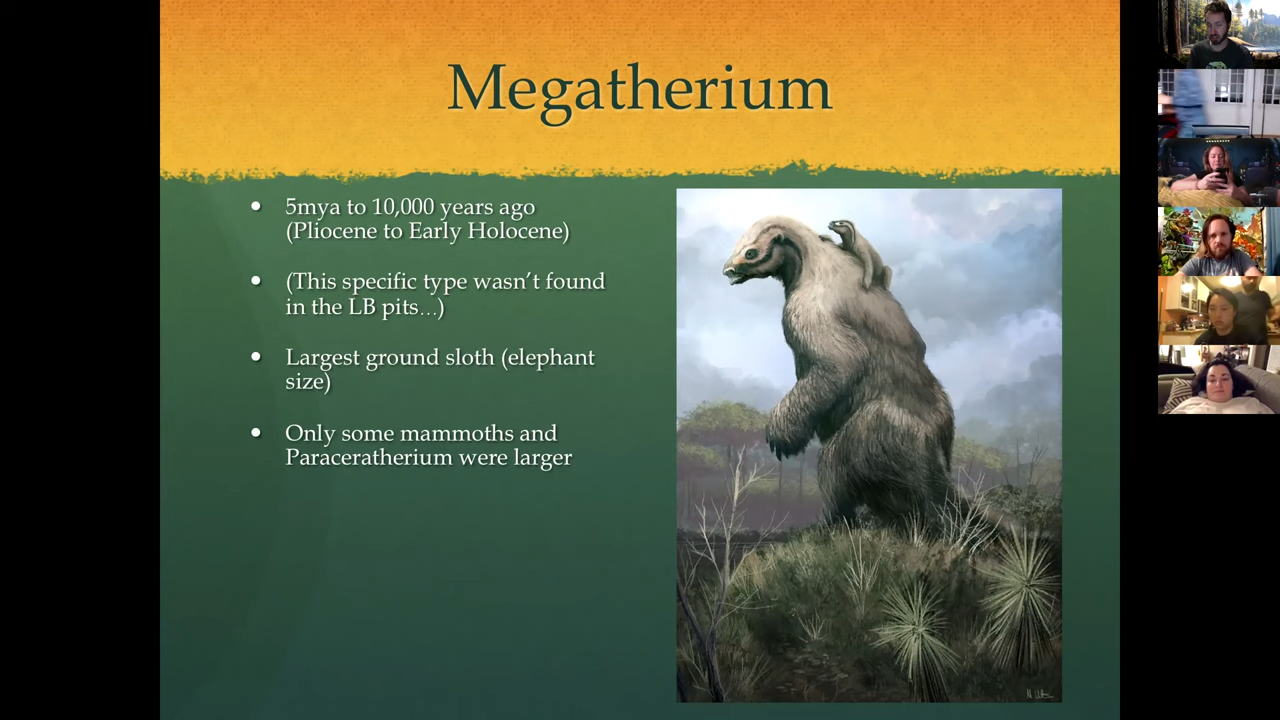 Megatherium
• 5mya to 10,000 years ago
(Pliocene to Early Holocene)
• (This specific type wasn't found
in the LB pits...)
• Largest ground sloth (elephant
size)
• Only some mammoths and
Paraceratherium were larger